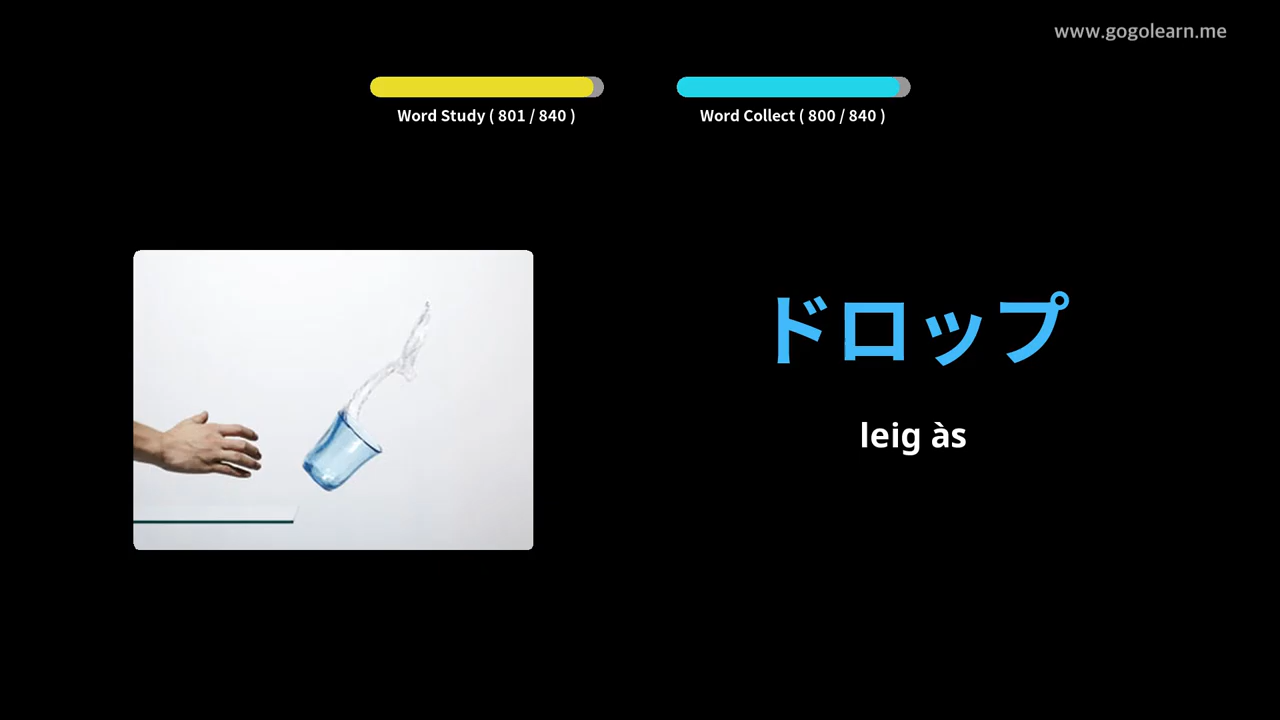 www.gogolearn.me
Word Study ( 801 / 840 )
Word Collect ( 800 / 840 )
ドロップ
leig às